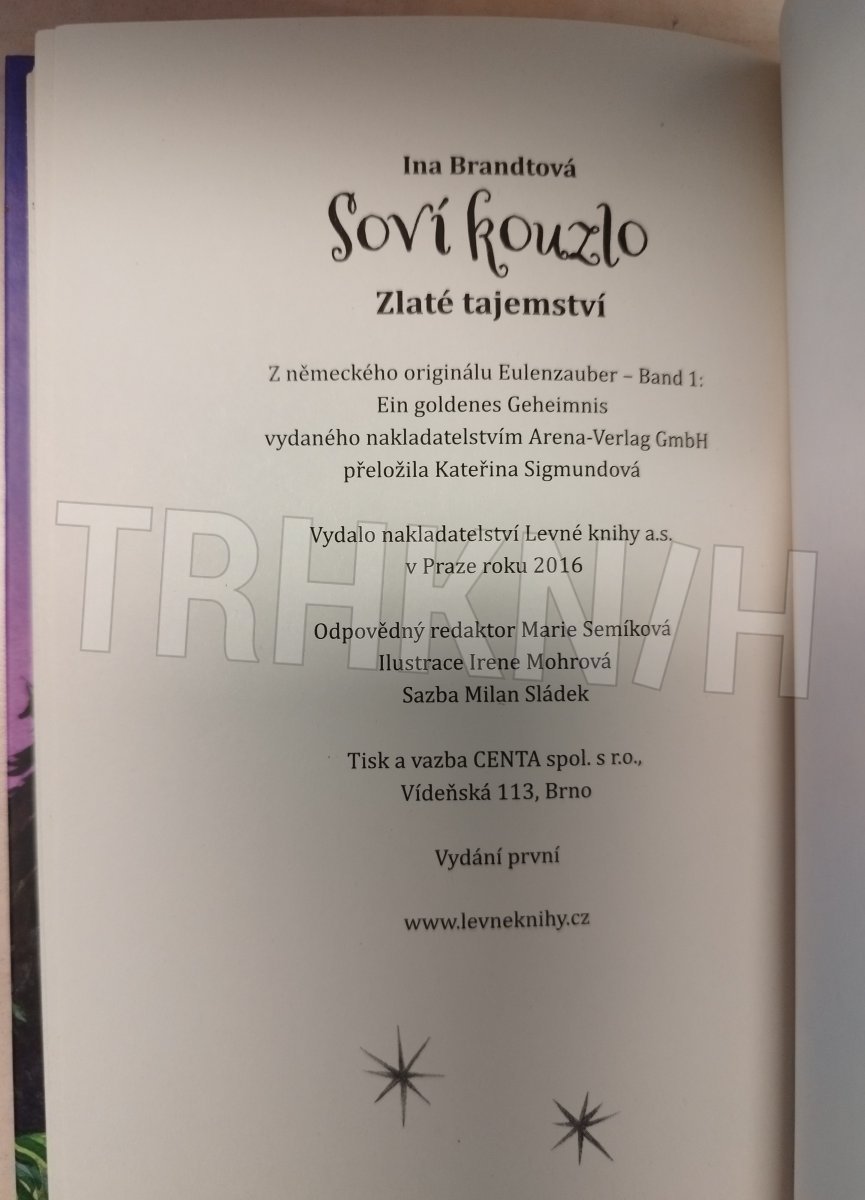 Ina Brandtová
Soví kouzlo
Zlaté tajemství
Z německého originálu Eulenzauber – Band 1:
Ein goldenes Geheimnis
vydaného nakladatelstvím Arena-Verlag GmbH
přeložila Kateřina Sigmundová
Vydalo nakladatelství Levné knihy a.s.
v Praze roku 2016
TRHKNIH
Odpovědný redaktor Marie Semíková
Ilustrace Irene Mohrová
Sazba Milan Sládek
Tisk a vazba CENTA spol. s r.o.,
Vídeňská 113, Brno
Vydání první
www.levneknihy.cz